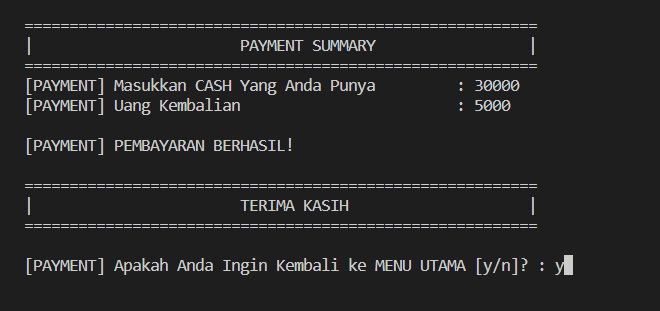 =========================================================
|                       PAYMENT SUMMARY                 |
=========================================================
[PAYMENT] Masukkan CASH Yang Anda Punya         : 30000
[PAYMENT] Uang Kembalian                        : 5000
[PAYMENT] PEMBAYARAN BERHASIL!
=========================================================
|                       TERIMA KASIH                    |
=========================================================
[PAYMENT] Apakah Anda Ingin Kembali ke MENU UTAMA [y/n]? : y